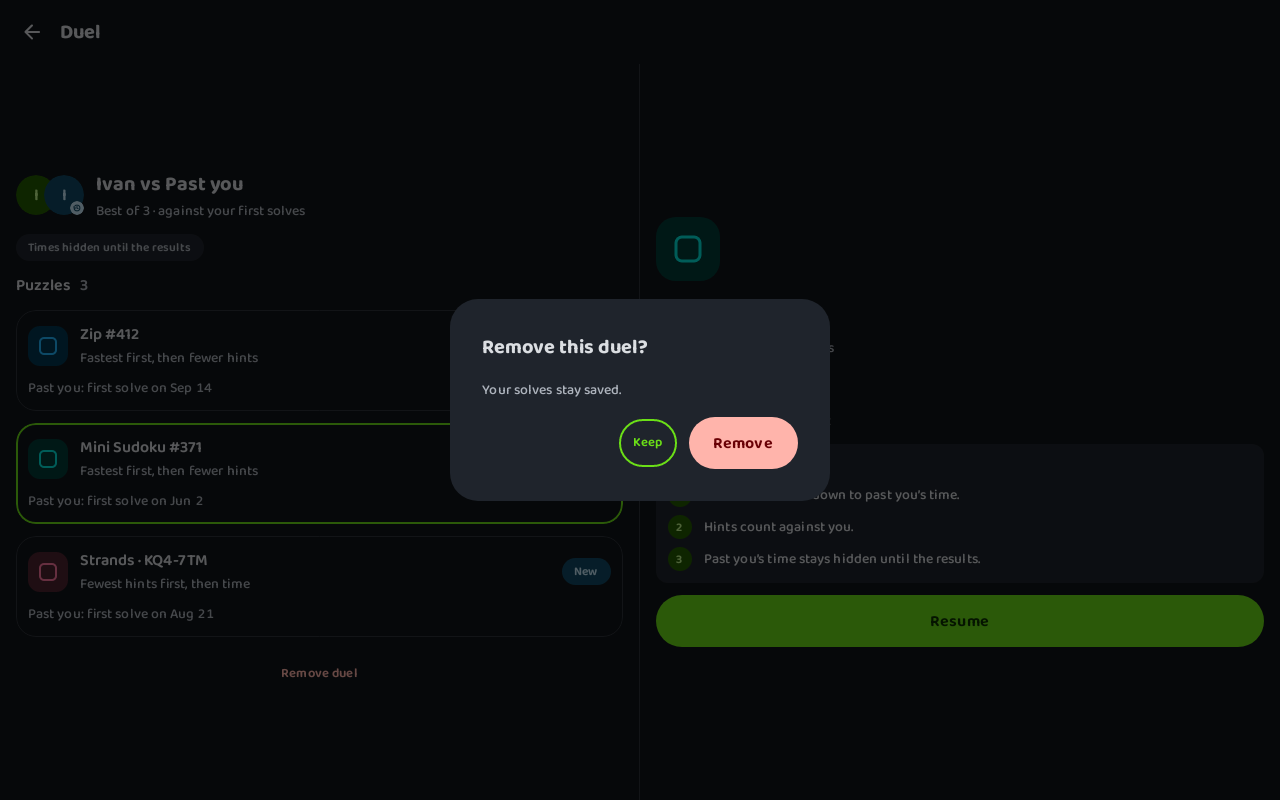 Duel
I I
Ivan vs Past you
Best of 3 · against your first solves
Times hidden until the results
Puzzles 3
Zip #412
Fastest first, then fewer hints
Past you: first solve on Sep 14
Mini Sudoku #371
Fastest first, then fewer hints
Past you: first solve on Jun 2
Strands · KQ4-7TM
Fewest hints first, then time
New
Past you: first solve on Aug 21
Remove duel
Remove this duel?
Your solves stay saved.
Keep
Remove
down to past you's time.
2 Hints count against you.
3 Past you's time stays hidden until the results.
Resume